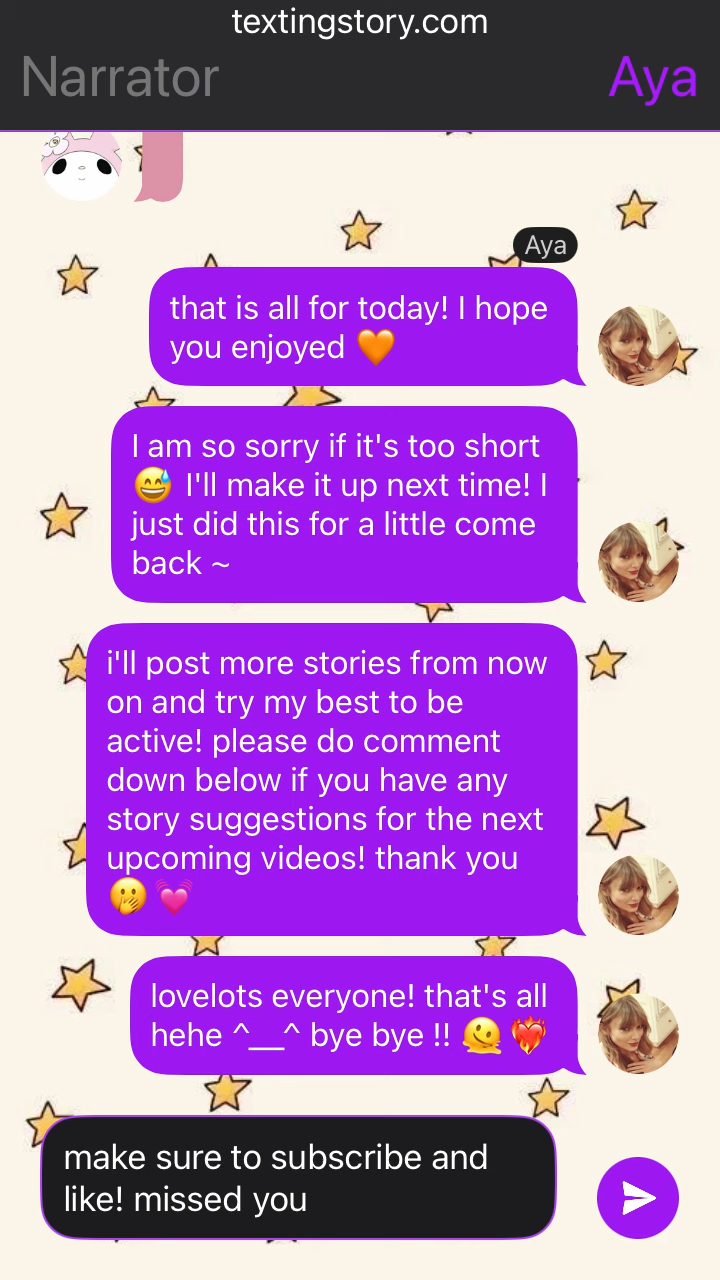 textingstory.com
Narrator
Aya
Aya
that is all for today! I hope
you enjoyed 🧡
I am so sorry if it's too short
😅 I'll make it up next time! I
just did this for a little come
back ~
i'll post more stories from now
on and try my best to be
active! please do comment
down below if you have any
story suggestions for the next
upcoming videos! thank you
🤭 💓
lovelots everyone! that's all
hehe ^__^ bye bye !! 🫠 ❤️‍🔥
make sure to subscribe and
like! missed you